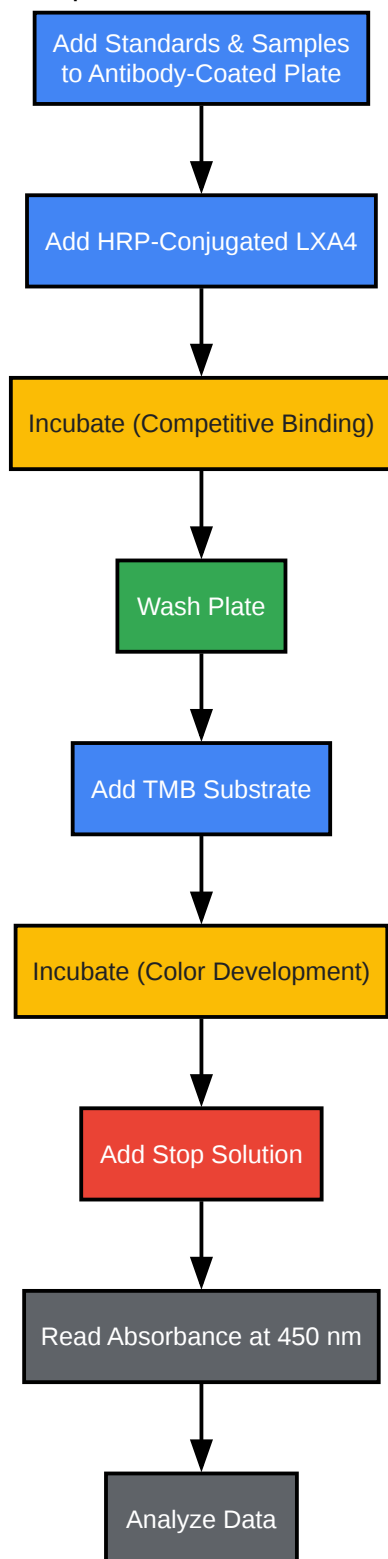 Add Standards & Samples
to Antibody-Coated Plate
Add HRP-Conjugated LXA4
Incubate (Competitive Binding)
Wash Plate
Add TMB Substrate
Incubate (Color Development)
Add Stop Solution
Read Absorbance at 450 nm
Analyze Data